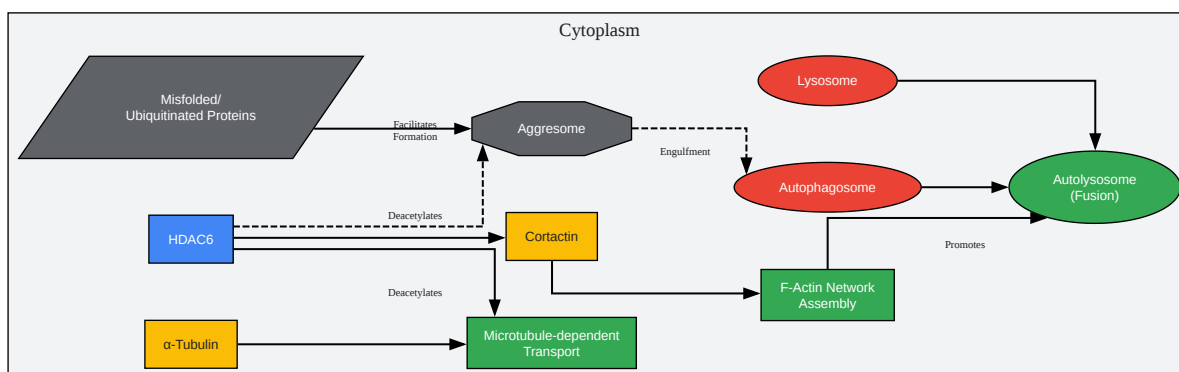 Cytoplasm
Misfolded/
Ubiquitinated Proteins
Facilitates
Formation
Aggresome
Lysosome
Engulfment
Autophagosome
Autolysosome
(Fusion)
Deacetylates
HDAC6
Cortactin
Promotes
Deacetylates
F-Actin Network
Assembly
α-Tubulin
Microtubule-dependent
Transport